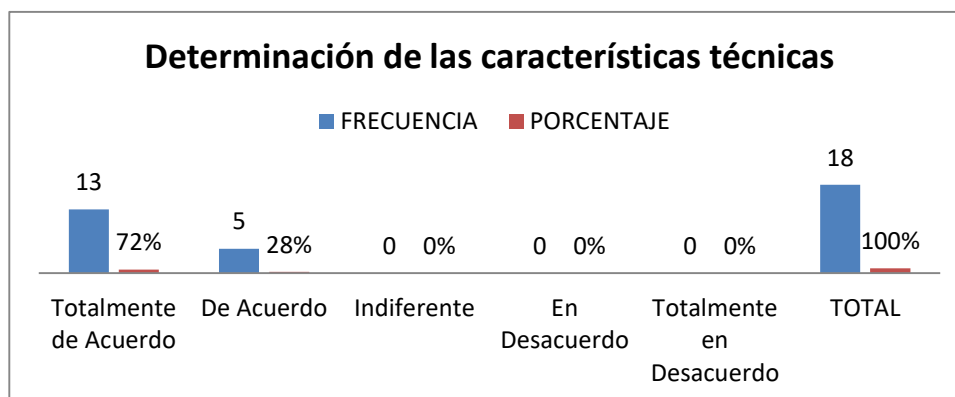 Determinación de las características técnicas
FRECUENCIA PORCENTAJE
13 72% 5 28% 0 0% 0 0% 0 0% 18 100%
Totalmente de Acuerdo
De Acuerdo
Indiferente
En Desacuerdo
Totalmente en Desacuerdo
TOTAL